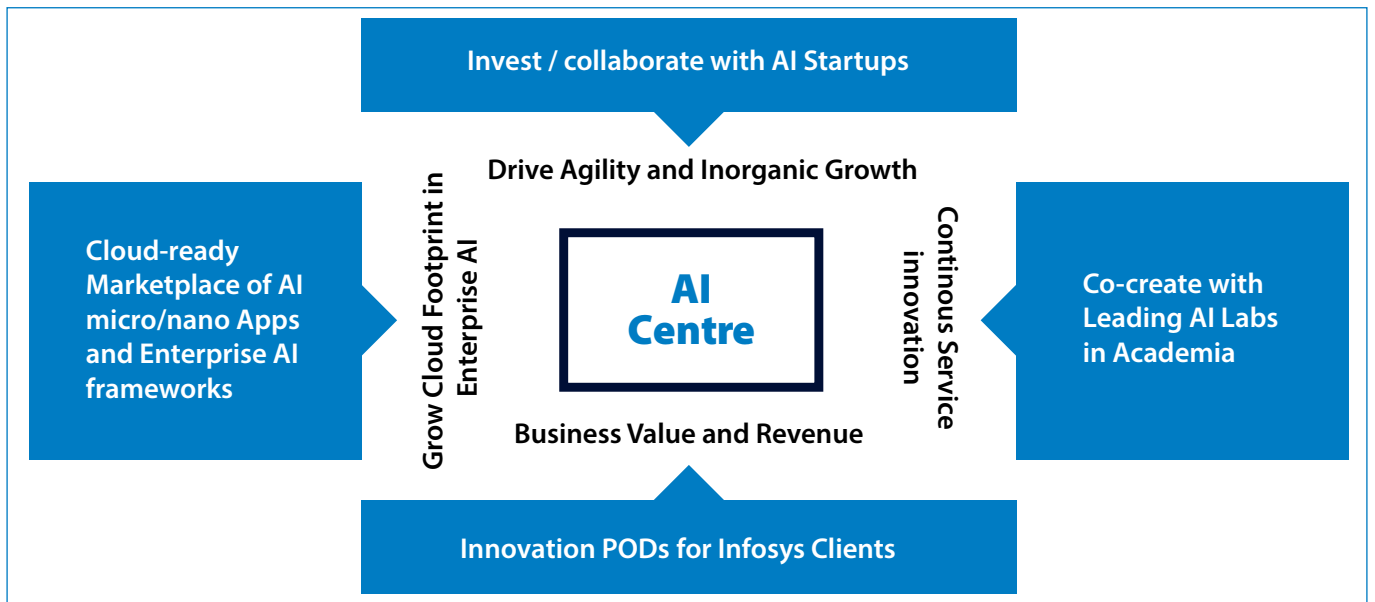 Invest / collaborate with AI Startups
Drive Agility and Inorganic Growth
Cloud-ready
Marketplace of AI
micro/nano Apps
and Enterprise AI
frameworks
Grow Cloud Footprint in
Enterprise AI
AI
Centre
Continous Service
innovation
Co-create with
Leading AI Labs
in Academia
Business Value and Revenue
Innovation PODs for Infosys Clients